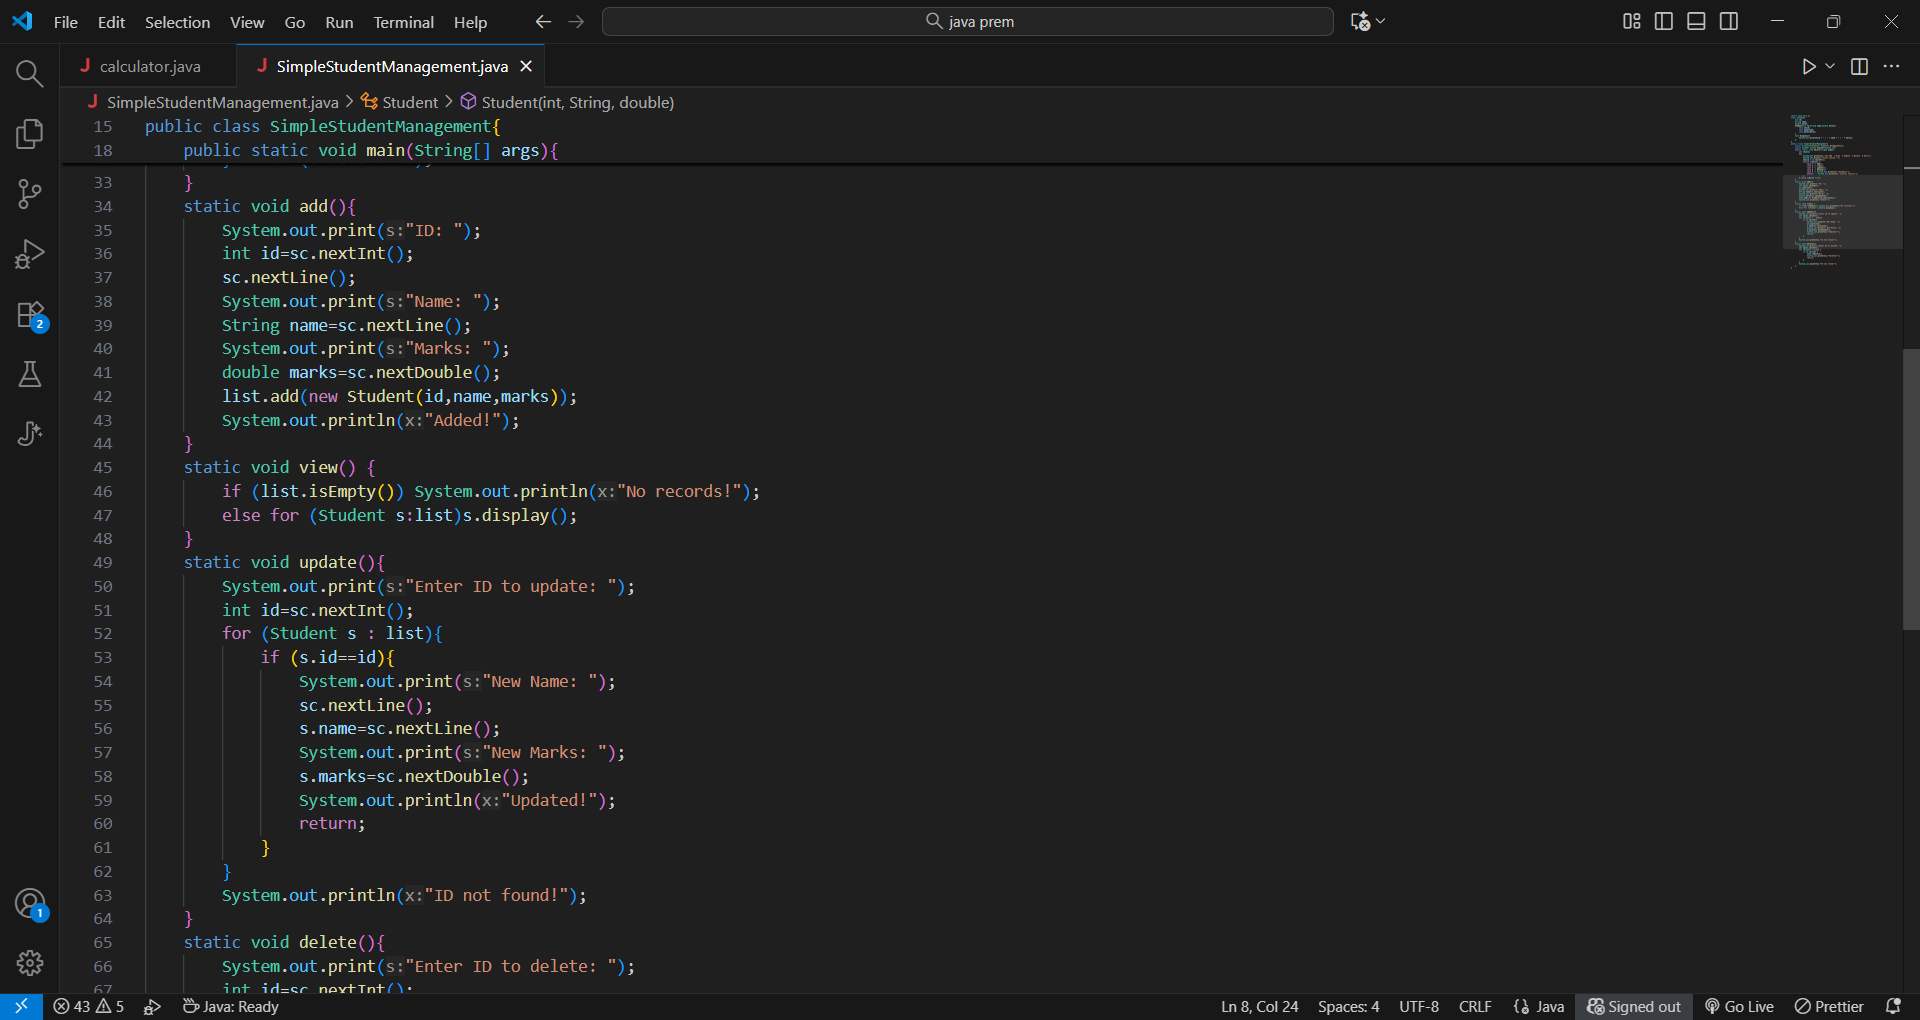 File Edit Selection View Go Run Terminal Help
java prem
J calculator.java
J SimpleStudentManagement.java
J SimpleStudentManagement.java > Student > Student(int, String, double)
15 public class SimpleStudentManagement{
18 public static void main(String[] args){
33 }
34 static void add(){
35 System.out.print(s:"ID: ");
36 int id=sc.nextInt();
37 sc.nextLine();
38 System.out.print(s:"Name: ");
39 String name=sc.nextLine();
40 System.out.print(s:"Marks: ");
41 double marks=sc.nextDouble();
42 list.add(new Student(id,name,marks));
43 System.out.println(x:"Added!");
44 }
45 static void view() {
46 if (list.isEmpty()) System.out.println(x:"No records!");
47 else for (Student s:list)s.display();
48 }
49 static void update(){
50 System.out.print(s:"Enter ID to update: ");
51 int id=sc.nextInt();
52 for (Student s : list){
53 if (s.id==id){
54 System.out.print(s:"New Name: ");
55 sc.nextLine();
56 s.name=sc.nextLine();
57 System.out.print(s:"New Marks: ");
58 s.marks=sc.nextDouble();
59 System.out.println(x:"Updated!");
60 return;
61 }
62 }
63 System.out.println(x:"ID not found!");
64 }
65 static void delete(){
66 System.out.print(s:"Enter ID to delete: ");
67 int id=sc.nextInt();
2
1
43 5 Java: Ready
Ln 8, Col 24 Spaces: 4 UTF-8 CRLF {} Java Signed out Go Live Prettier